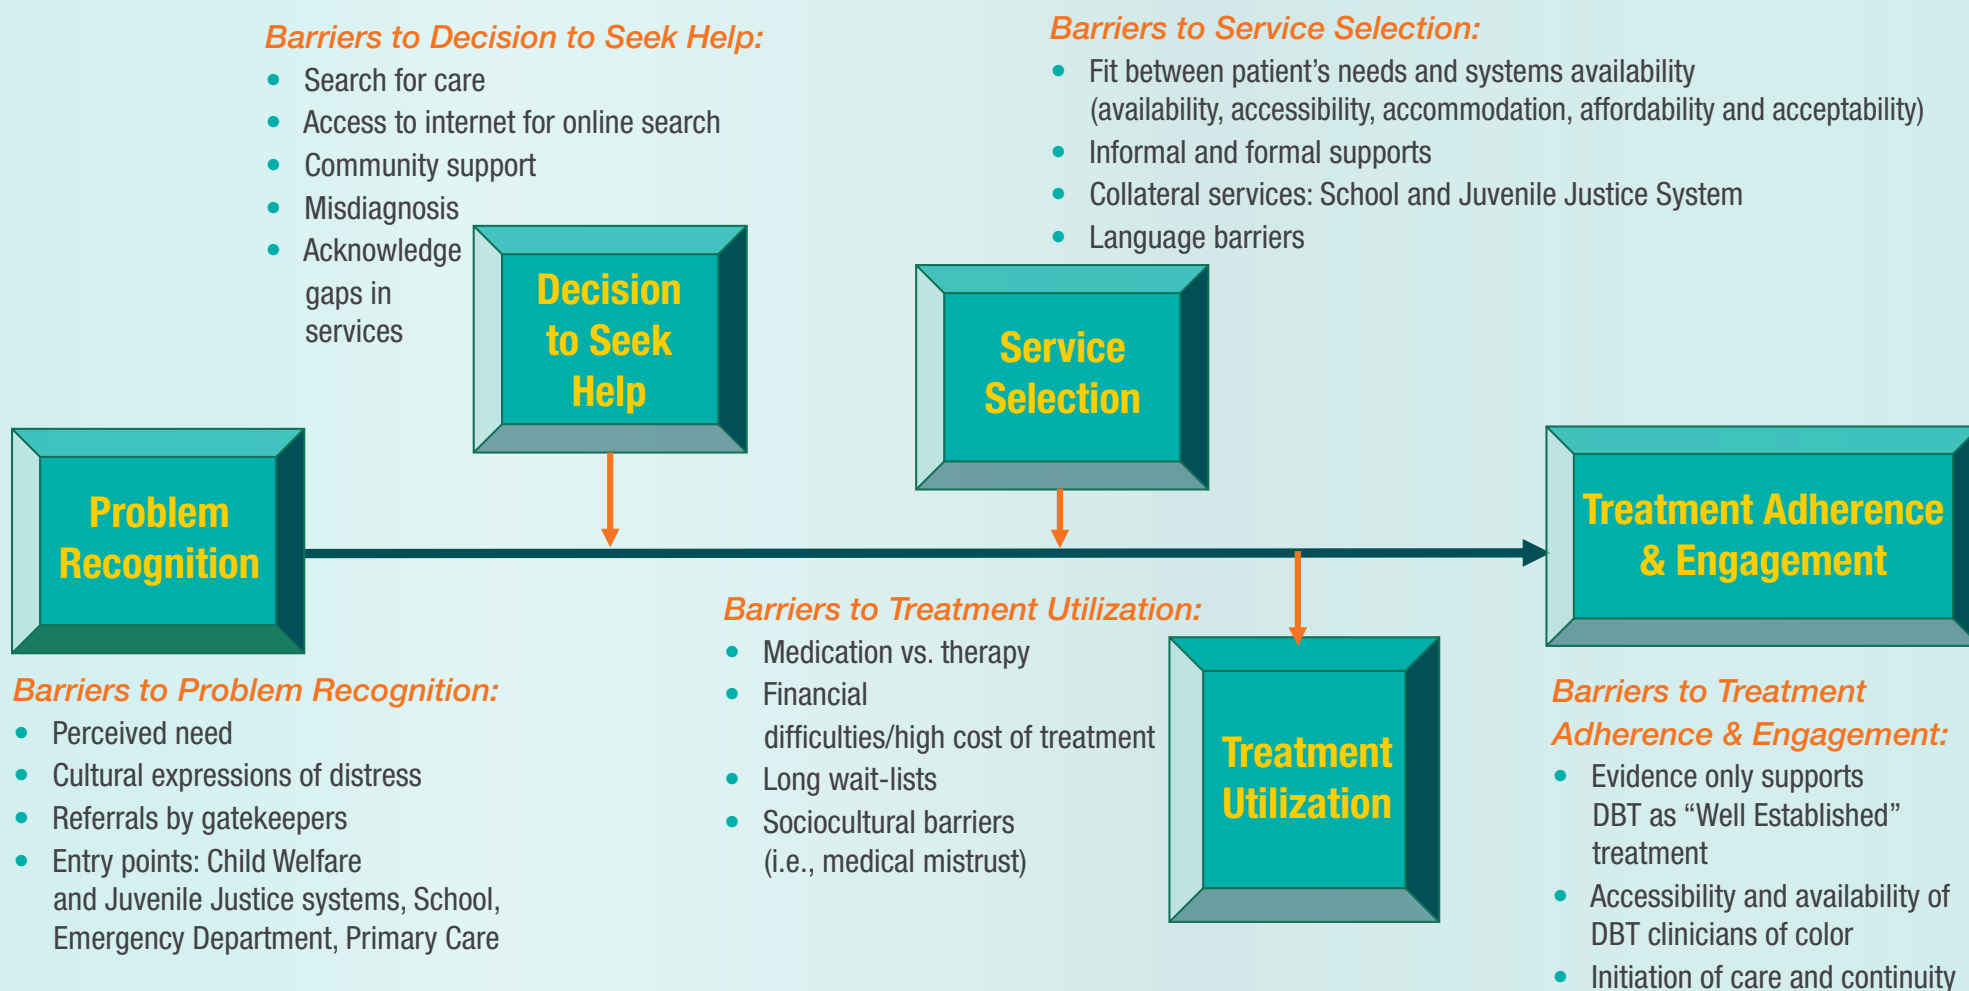 Barriers to Decision to Seek Help:
• Search for care
• Access to internet for online search
• Community support
• Misdiagnosis
• Acknowledge
gaps in
services
Decision
to Seek
Help
Barriers to Service Selection:
• Fit between patient’s needs and systems availability
(availability, accessibility, accommodation, affordability and acceptability)
• Informal and formal supports
• Collateral services: School and Juvenile Justice System
• Language barriers
Service
Selection
Problem
Recognition
Barriers to Problem Recognition:
• Perceived need
• Cultural expressions of distress
• Referrals by gatekeepers
• Entry points: Child Welfare
and Juvenile Justice systems, School,
Emergency Department, Primary Care
Barriers to Treatment Utilization:
• Medication vs. therapy
• Financial
difficulties/high cost of treatment
• Long wait-lists
• Sociocultural barriers
(i.e., medical mistrust)
Treatment
Utilization
Treatment Adherence
& Engagement
Barriers to Treatment
Adherence & Engagement:
• Evidence only supports
DBT as “Well Established”
treatment
• Accessibility and availability of
DBT clinicians of color
• Initiation of care and continuity